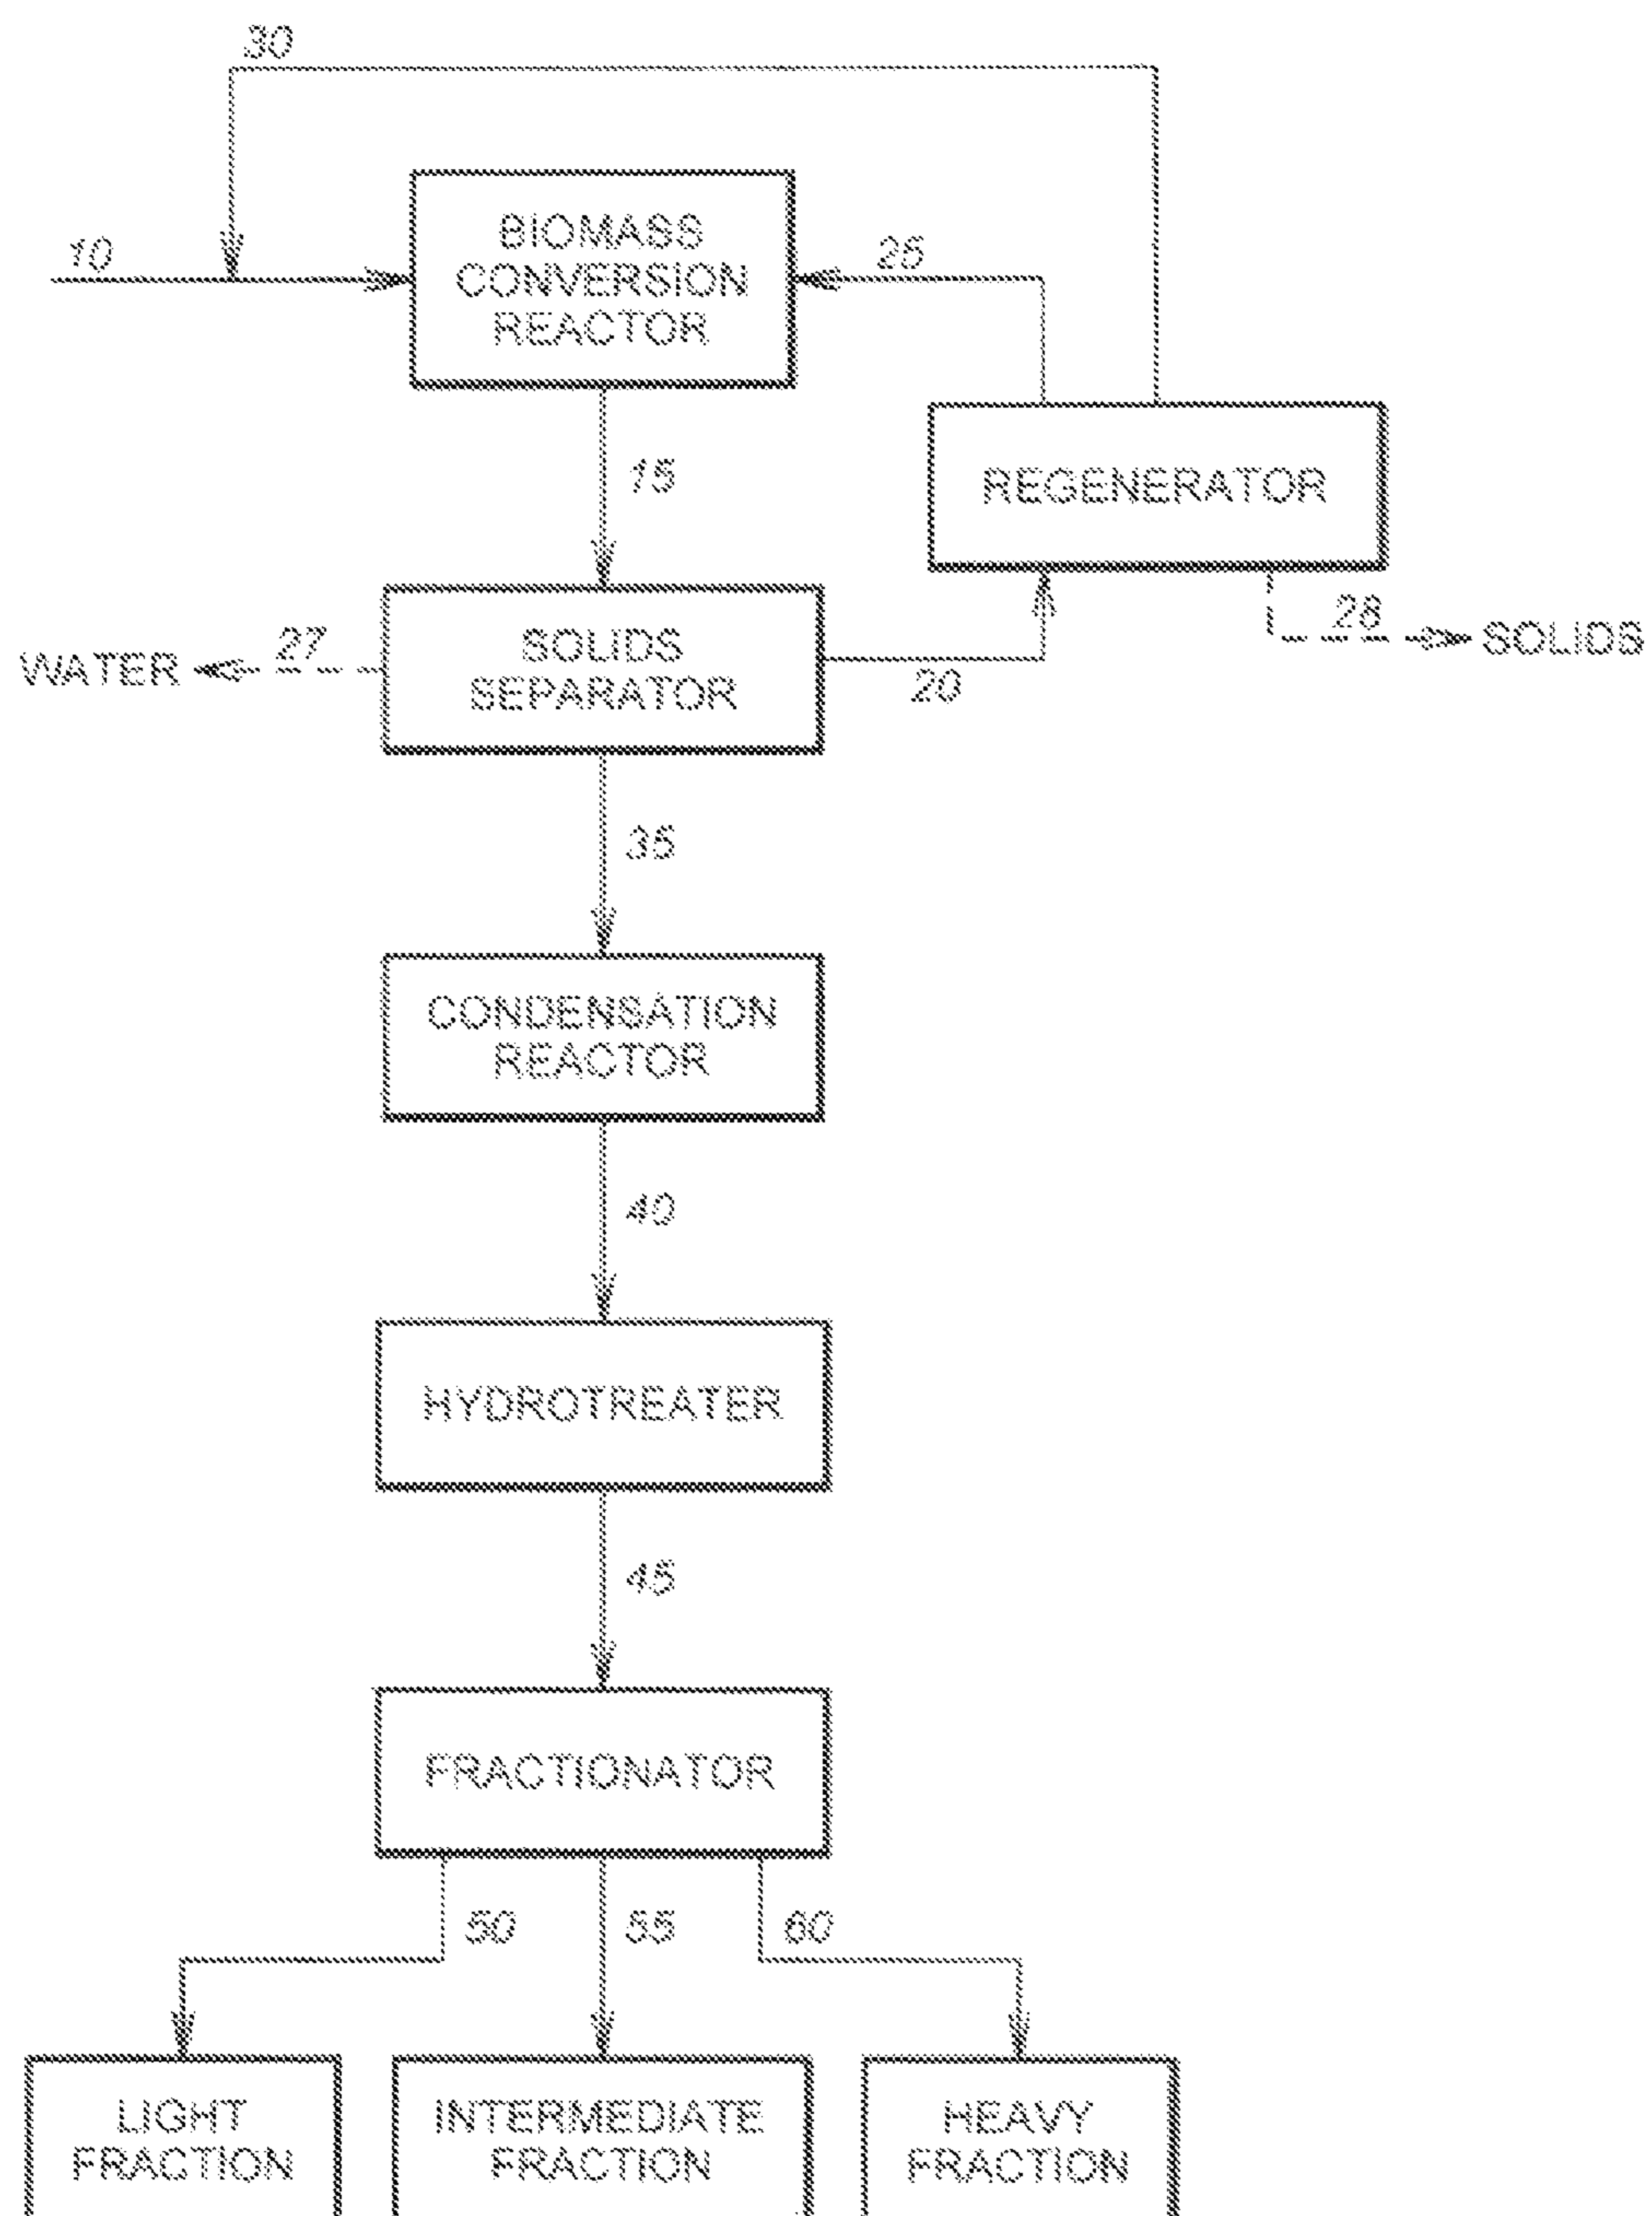 30
10
BIOMASS
CONVERSION
REACTOR
25
15
REGENERATOR
WATER
27
SOLIDS
SEPARATOR
20
28
SOLIDS
35
CONDENSATION
REACTOR
40
HYDROTREATER
45
FRACTIONATOR
50
55
60
LIGHT
FRACTION
INTERMEDIATE
FRACTION
HEAVY
FRACTION